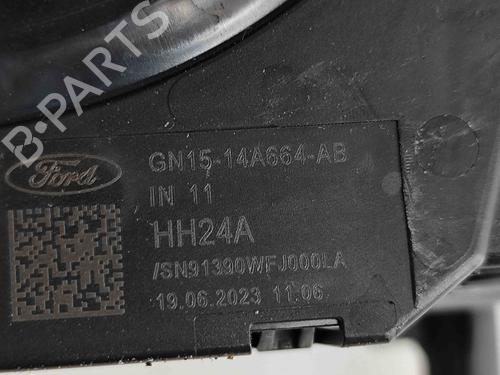 B-PARTS
Ford
GN15-14A664-AB
IN 11
HH24A
/SN91390WFJ000LA
19.06.2023 11:06